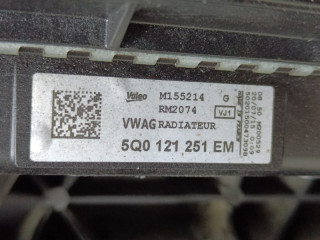 Valeo M155214 G
RM2074 VJ1
VWAG RADIATEUR
5Q0 121 251 EM